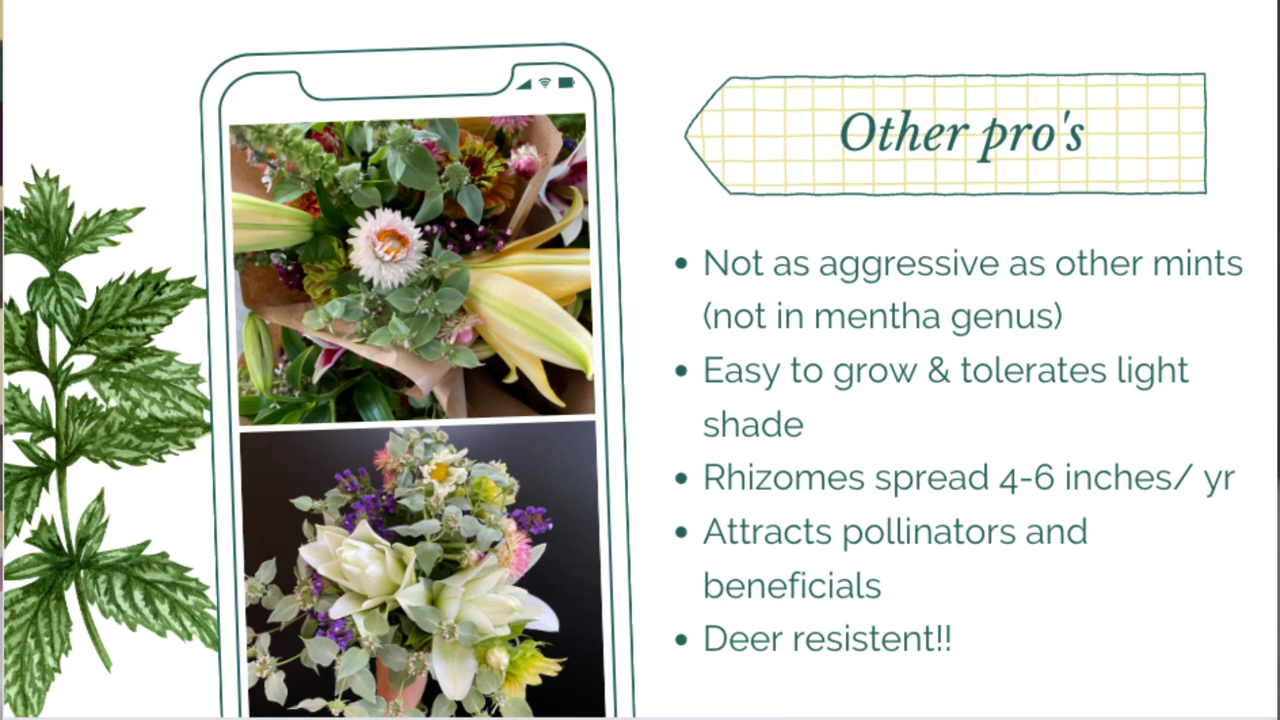 Other pro's
• Not as aggressive as other mints
(not in mentha genus)
• Easy to grow & tolerates light
shade
• Rhizomes spread 4-6 inches/ yr
• Attracts pollinators and
beneficials
• Deer resistent!!